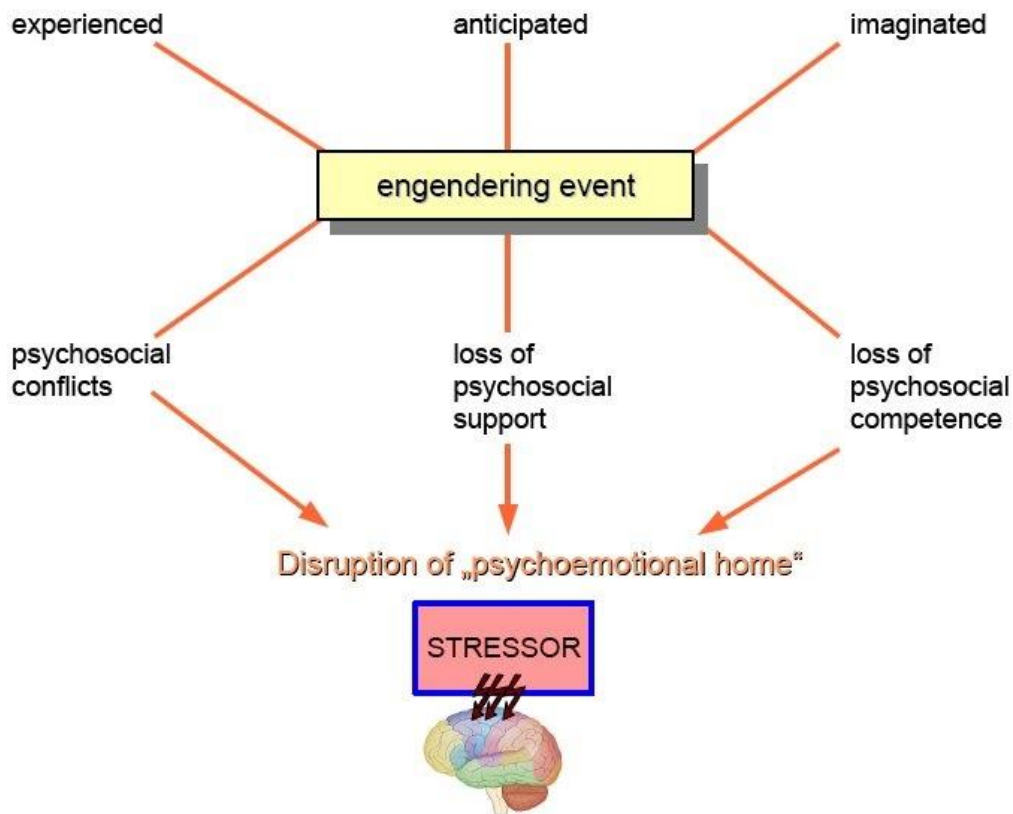 experienced
anticipated
imaginated
engendering event
psychosocial
conflicts
loss of
psychosocial
support
loss of
psychosocial
competence
Disruption of „psychoemotional home“
STRESSOR